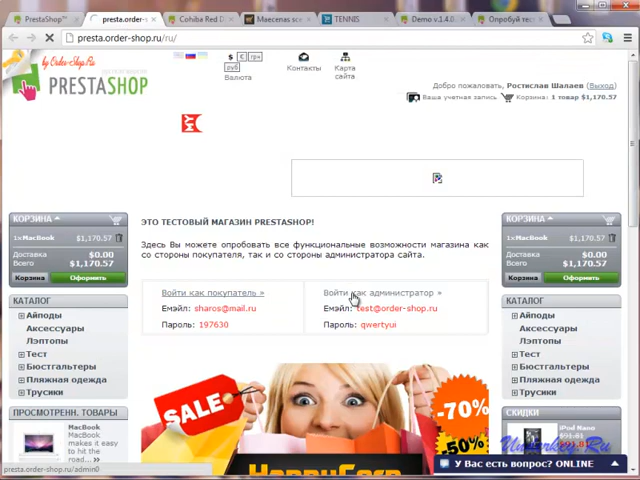 PrestaShop™
presta.order-shop.ru
Cohiba Red D
Maecenas sce
TENNIS
Demo v.1.4.0
Опробуй тес
presta.order-shop.ru/ru/
by Order-Shop.Ru
PRESTASHOP
$ € грн
руб
Валюта
Контакты
Карта
сайта
Добро пожаловать, Ростислав Шалаев (Выход)
Ваша учетная запись Корзина: 1 товар $1,170.57
КОРЗИНА
1xMacBook $1,170.57
Доставка $0.00
Всего $1,170.57
Корзина Оформить
КАТАЛОГ
Айподы
Аксессуары
Лэптопы
Тест
Бюстгальтеры
Пляжная одежда
Трусики
ПРОСМОТРЕНН. ТОВАРЫ
MacBook
MacBook
makes it easy
to hit the
road...
ЭТО ТЕСТОВЫЙ МАГАЗИН PRESTASHOP!
Здесь Вы можете опробовать все функциональные возможности магазина как
со стороны покупателя, так и со стороны администратора сайта.
Войти как покупатель »
Емэйл: sharos@mail.ru
Пароль: 197630
Войти как администратор »
Емэйл: test@order-shop.ru
Пароль: qwertyui
SALE
-70%
-50%
HappyCorp
КОРЗИНА
1xMacBook $1,170.57
Доставка $0.00
Всего $1,170.57
Корзина Оформить
КАТАЛОГ
Айподы
Аксессуары
Лэптопы
Тест
Бюстгальтеры
Пляжная одежда
Трусики
СКИДКИ
iPod Nano
$91.81
У Вас есть вопрос? ONLINE
presta.order-shop.ru/admin0